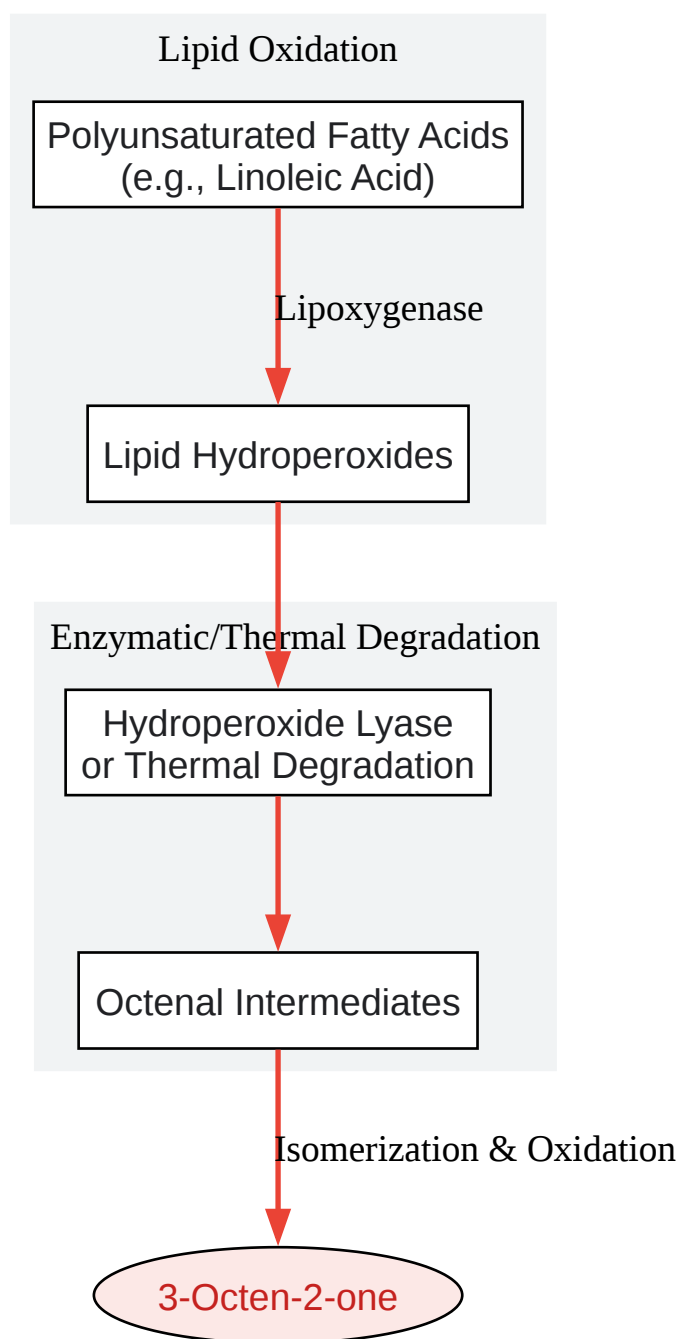 Lipid Oxidation
Polyunsaturated Fatty Acids
(e.g., Linoleic Acid)
Lipoxygenase
Lipid Hydroperoxides
Enzymatic/Thermal Degradation
Hydroperoxide Lyase
or Thermal Degradation
Octenal Intermediates
Isomerization & Oxidation
3-Octen-2-one